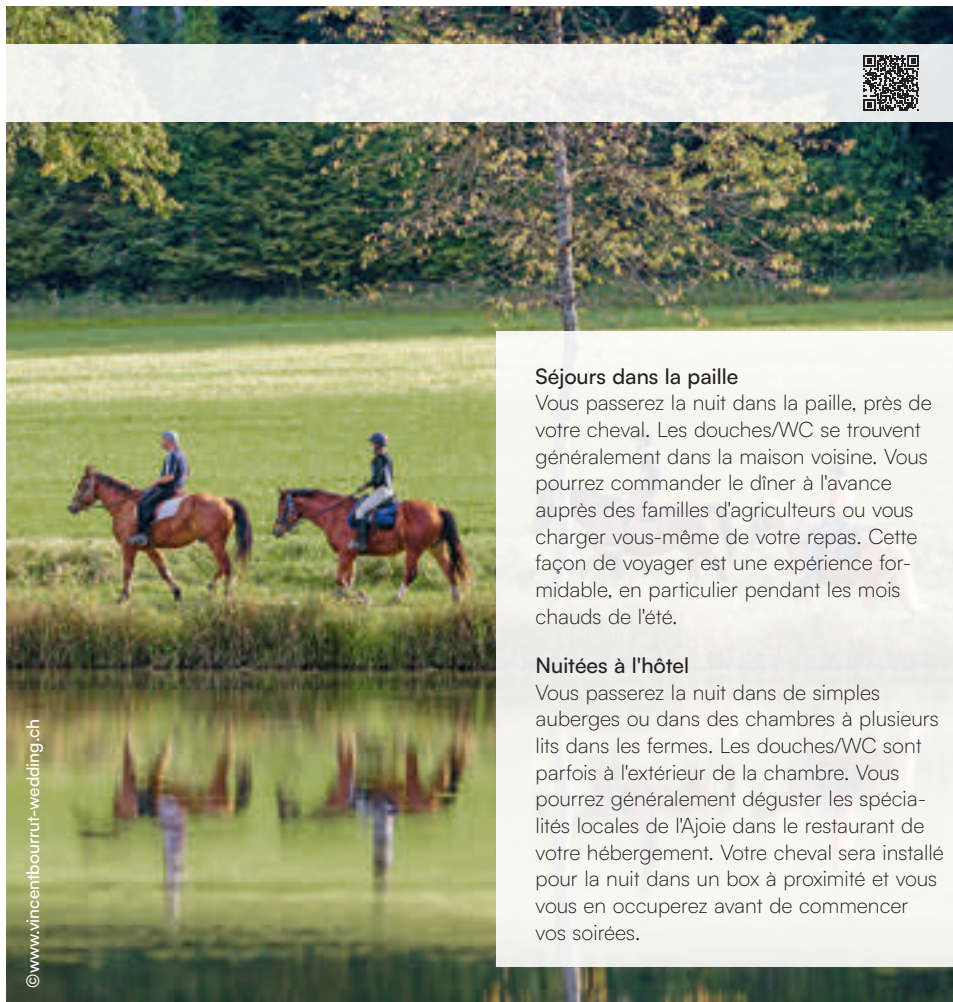 Séjours dans la paille
Vous passerez la nuit dans la paille, près de
votre cheval. Les douches/WC se trouvent
généralement dans la maison voisine. Vous
pourrez commander le dîner à l'avance
auprès des familles d'agriculteurs ou vous
charger vous-même de votre repas. Cette
façon de voyager est une expérience for-
midable, en particulier pendant les mois
chauds de l'été.
Nuitées à l'hôtel
Vous passerez la nuit dans de simples
auberges ou dans des chambres à plusieurs
lits dans les fermes. Les douches/WC sont
parfois à l'extérieur de la chambre. Vous
pourrez généralement déguster les spécia-
lités locales de l'Ajoie dans le restaurant de
votre hébergement. Votre cheval sera installé
pour la nuit dans un box à proximité et vous
vous en occuperez avant de commencer
vos soirées.
©www.vincentbourrut-wedding.ch